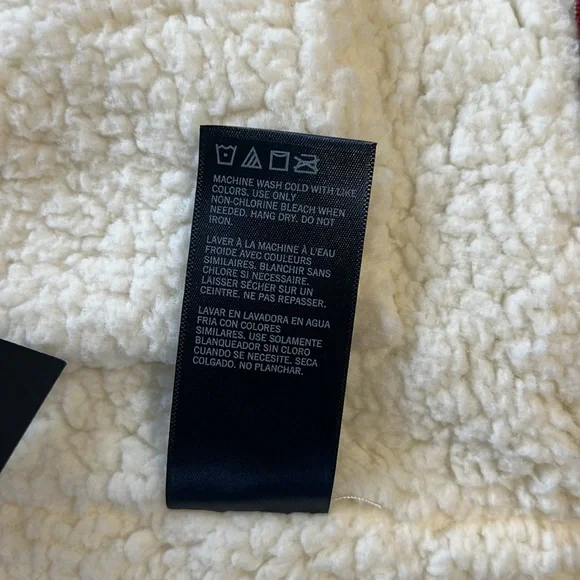 MACHINE WASH COLD WITH LIKE
COLORS. USE ONLY
NON-CHLORINE BLEACH WHEN
NEEDED. HANG DRY. DO NOT
IRON.
LAVER À LA MACHINE À L'EAU
FROIDE AVEC COULEURS
SIMILAIRES. BLANCHIR SANS
CHLORE SI NECESSAIRE.
LAISSER SÉCHER SUR UN
CEINTRE. NE PAS REPASSER.
LAVAR EN LAVADORA EN AGUA
FRIA CON COLORES
SIMILARES. USE SOLAMENTE
BLANQUEADOR SIN CLORO
CUANDO SE NECESITE. SECA
COLGADO. NO PLANCHAR.